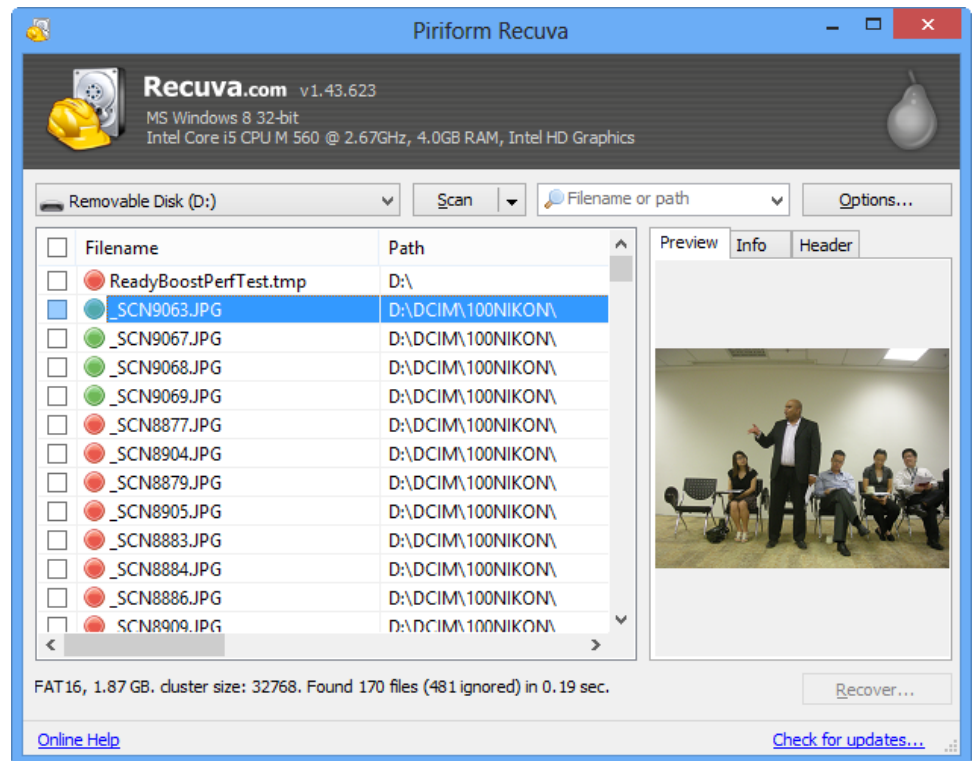 Piriform Recuva
Recuva.com v1.43.623
MS Windows 8 32-bit
Intel Core i5 CPU M 560 @ 2.67GHz, 4.0GB RAM, Intel HD Graphics
Removable Disk (D:) Scan Filename or path Options...
Filename Path Preview Info Header
ReadyBoostPerfTest.tmp D:\
_SCN9063.JPG D:\DCIM\100NIKON\
_SCN9067.JPG D:\DCIM\100NIKON\
_SCN9068.JPG D:\DCIM\100NIKON\
_SCN9069.JPG D:\DCIM\100NIKON\
_SCN8877.JPG D:\DCIM\100NIKON\
_SCN8904.JPG D:\DCIM\100NIKON\
_SCN8879.JPG D:\DCIM\100NIKON\
_SCN8905.JPG D:\DCIM\100NIKON\
_SCN8883.JPG D:\DCIM\100NIKON\
_SCN8884.JPG D:\DCIM\100NIKON\
_SCN8886.JPG D:\DCIM\100NIKON\
_SCN8909.JPG D:\DCIM\100NIKON\
FAT16, 1.87 GB. cluster size: 32768. Found 170 files (481 ignored) in 0.19 sec.
Recover...
Online Help Check for updates...